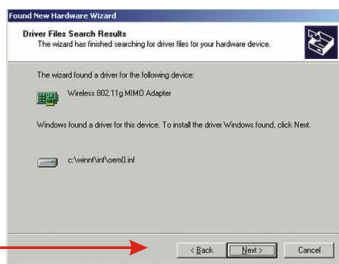 Found New Hardware Wizard
Driver Files Search Results
The wizard has finished searching for driver files for your hardware device.
The wizard found a driver for the following device:
Wireless 802.11g MIMO Adapter
Windows found a driver for this device. To install the driver Windows found, click Next.
c:\winnt\inf\oem0.inf
< Back
Next >
Cancel